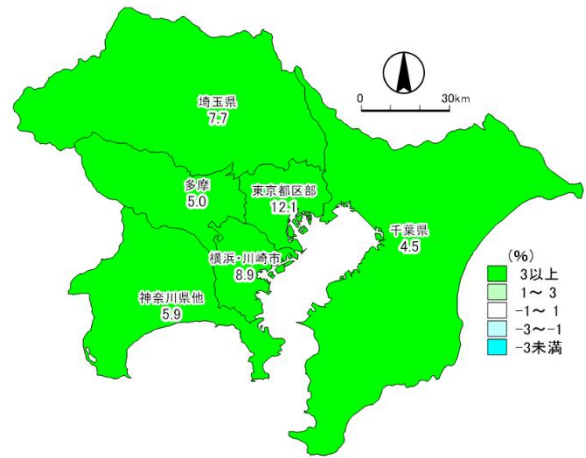 0 30km
埼玉県
7.7
多摩
5.0
東京都区部
12.1
千葉県
4.5
横浜・川崎市
8.9
神奈川県他
5.9
(%)
3以上
1～ 3
-1～ 1
-3～-1
-3未満